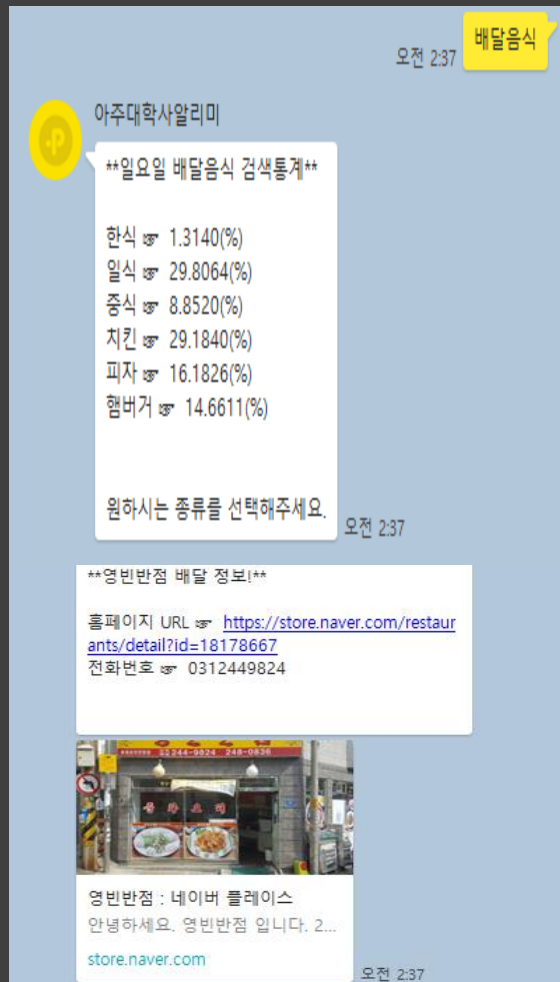 배달음식
오전 2:37
아주대학사알리미
**일요일 배달음식 검색통계**
한식 ☞ 1.3140(%)
일식 ☞ 29.8064(%)
중식 ☞ 8.8520(%)
치킨 ☞ 29.1840(%)
피자 ☞ 16.1826(%)
햄버거 ☞ 14.6611(%)
원하시는 종류를 선택해주세요.
오전 2:37
**영빈반점 배달 정보!**
홈페이지 URL ☞ https://store.naver.com/restaur
ants/detail?id=18178667
전화번호 ☞ 0312449824
244-9824 248-0836
중화요리
영빈반점 : 네이버 플레이스
안녕하세요. 영빈반점 입니다. 2...
store.naver.com
오전 2:37